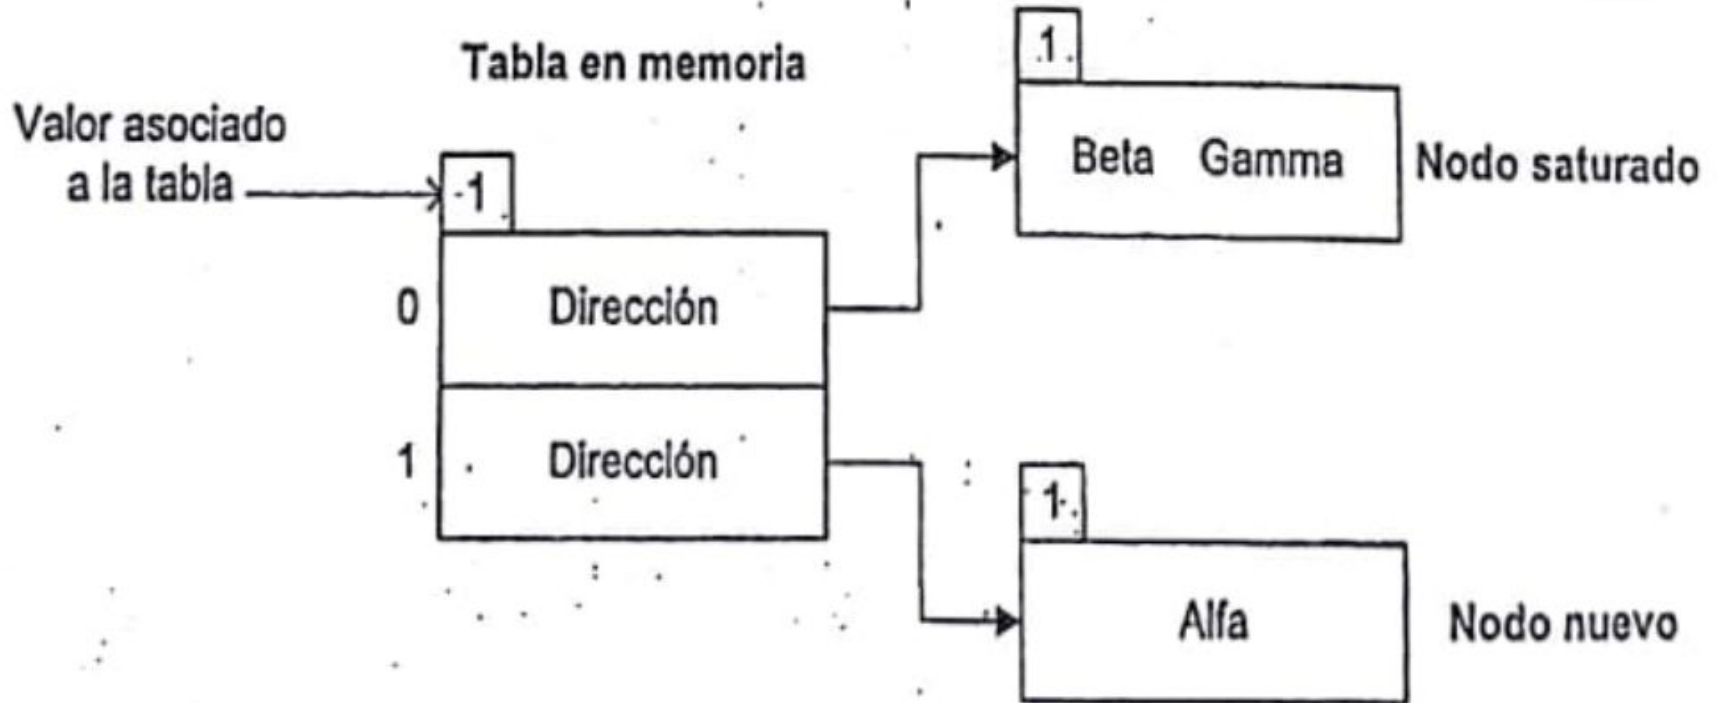 Tabla en memoria
Valor asociado
a la tabla
1
0 Dirección
1 Dirección
1
Beta Gamma
Nodo saturado
1
Alfa
Nodo nuevo